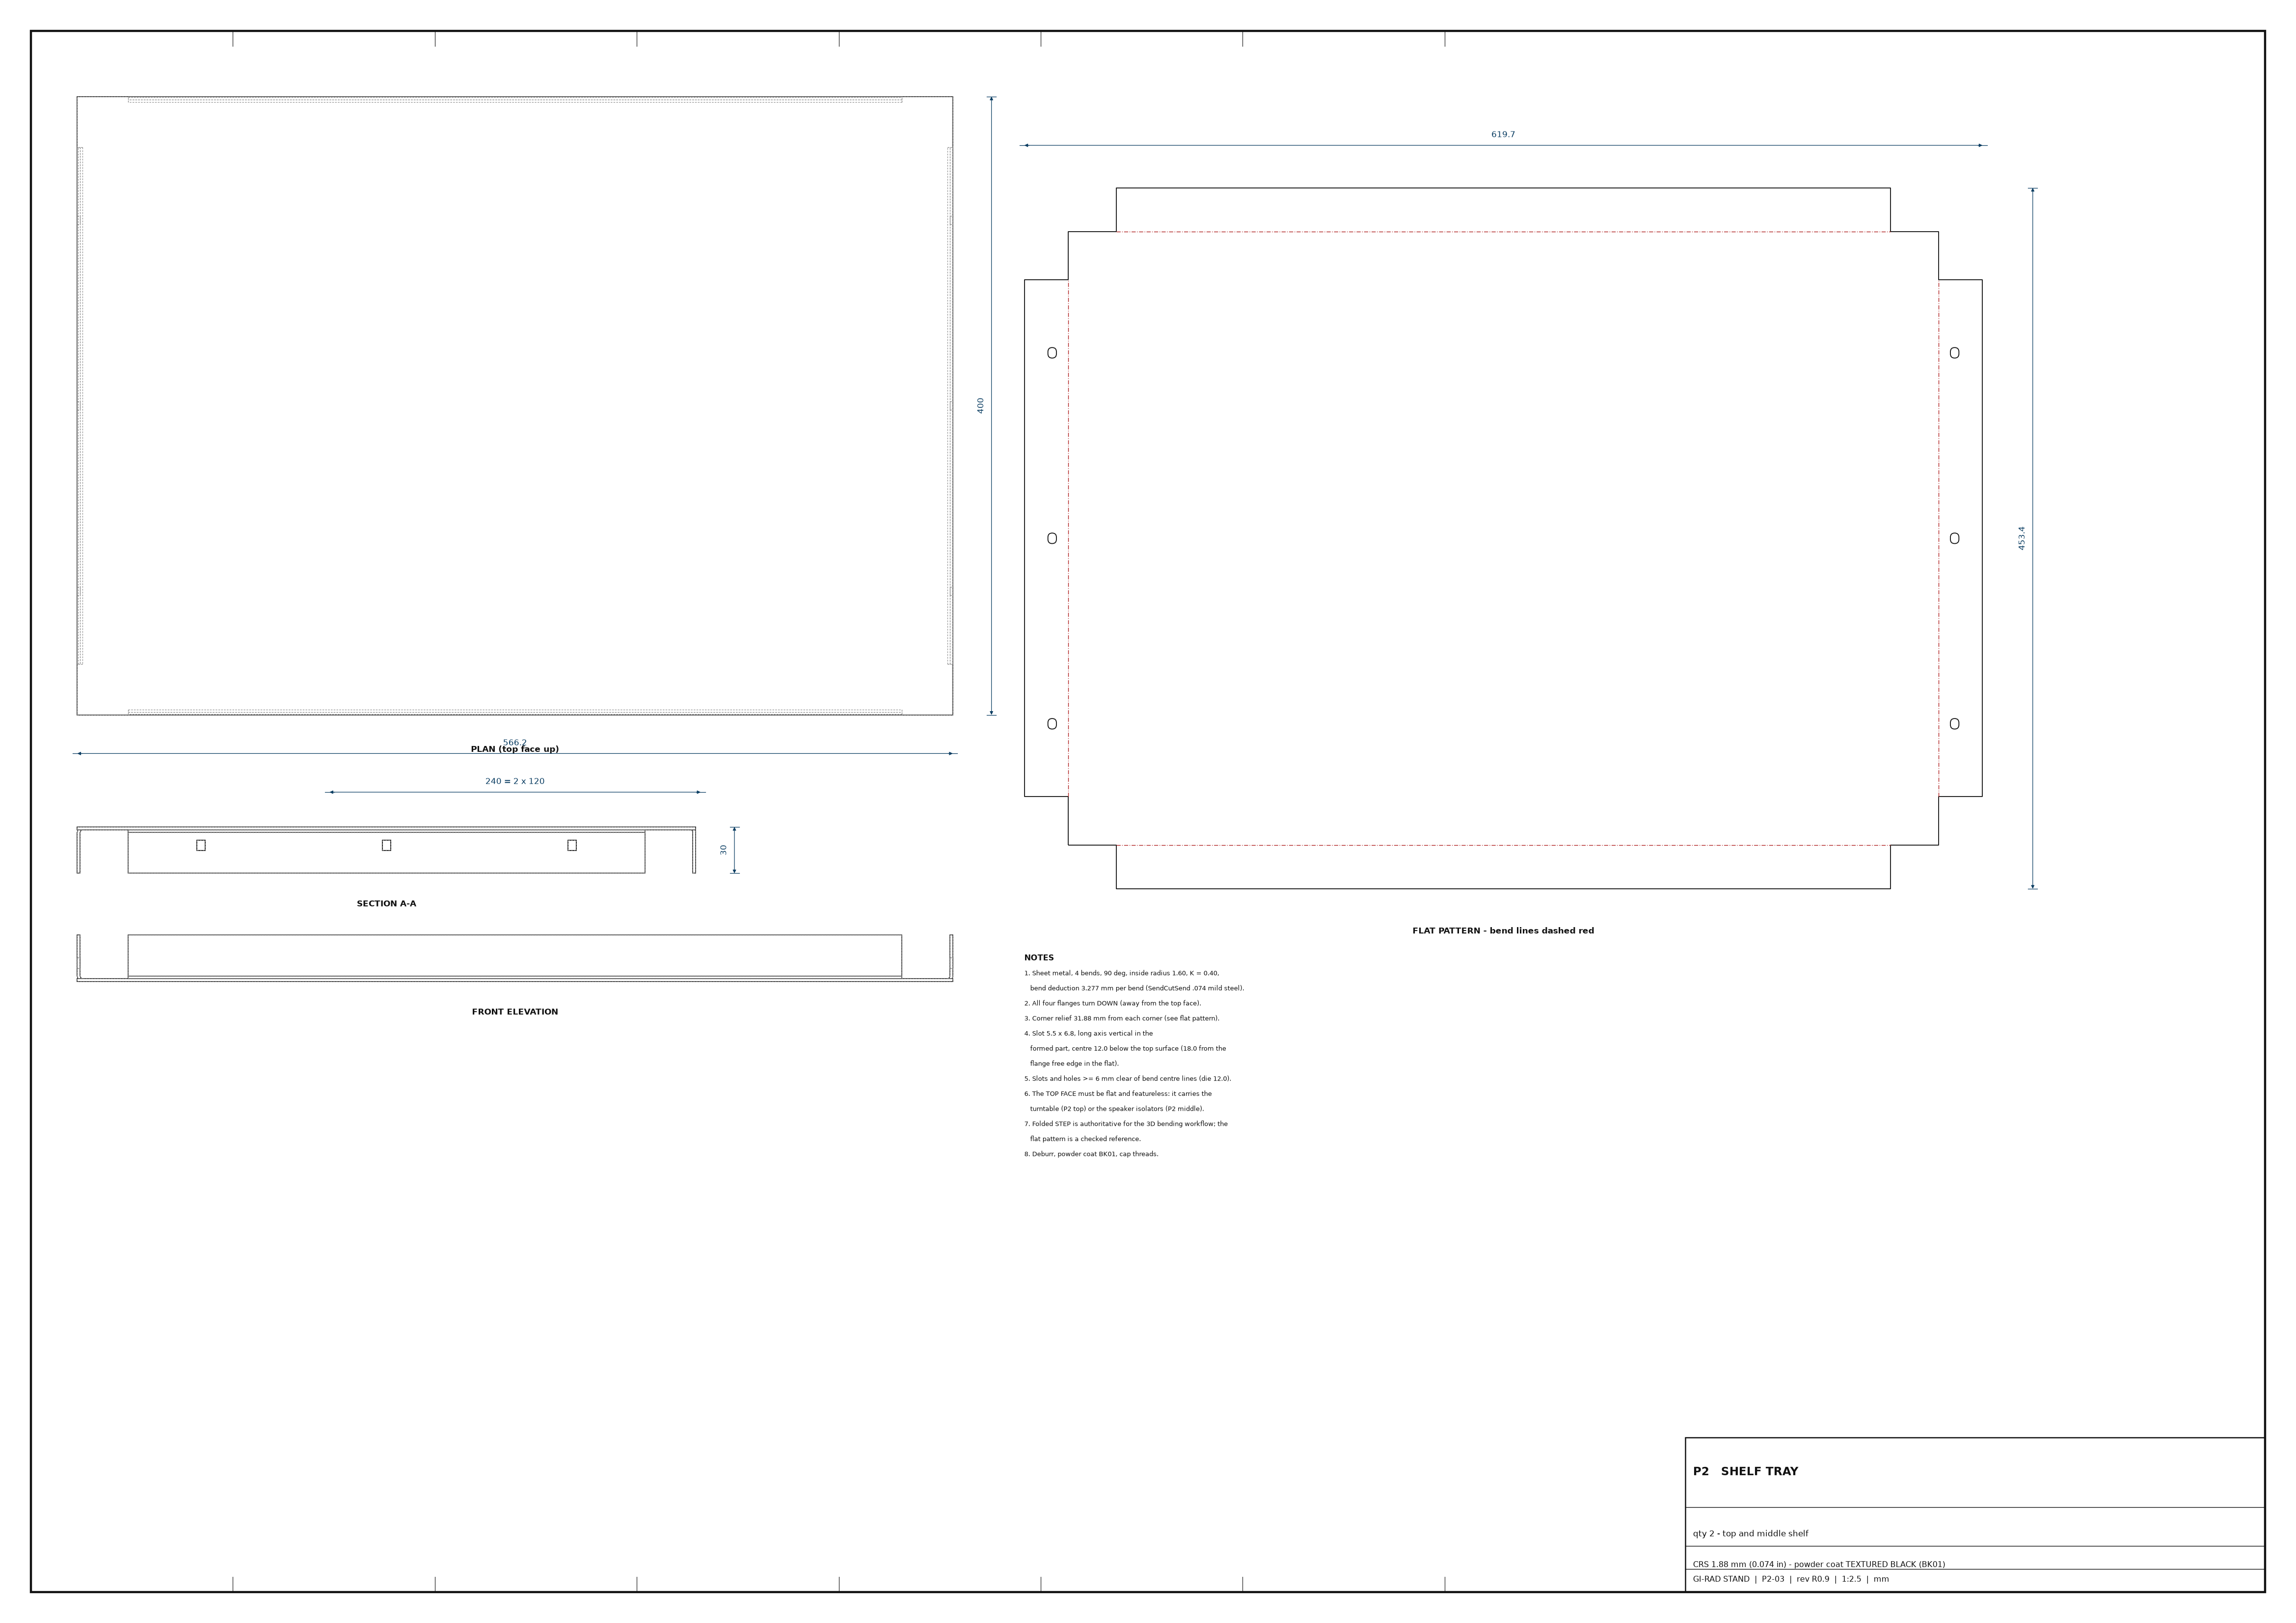 619.7
400
453.4
566.2
PLAN (top face up)
240 = 2 x 120
30
SECTION A-A
FRONT ELEVATION
FLAT PATTERN - bend lines dashed red
NOTES
1. Sheet metal, 4 bends, 90 deg, inside radius 1.60, K = 0.40,
bend deduction 3.277 mm per bend (SendCutSend .074 mild steel).
2. All four flanges turn DOWN (away from the top face).
3. Corner relief 31.88 mm from each corner (see flat pattern).
4. Slot 5.5 x 6.8, long axis vertical in the
formed part, centre 12.0 below the top surface (18.0 from the
flange free edge in the flat).
5. Slots and holes >= 6 mm clear of bend centre lines (die 12.0).
6. The TOP FACE must be flat and featureless: it carries the
turntable (P2 top) or the speaker isolators (P2 middle).
7. Folded STEP is authoritative for the 3D bending workflow; the
flat pattern is a checked reference.
8. Deburr, powder coat BK01, cap threads.
P2 SHELF TRAY
qty 2 - top and middle shelf
CRS 1.88 mm (0.074 in) - powder coat TEXTURED BLACK (BK01)
GI-RAD STAND | P2-03 | rev R0.9 | 1:2.5 | mm